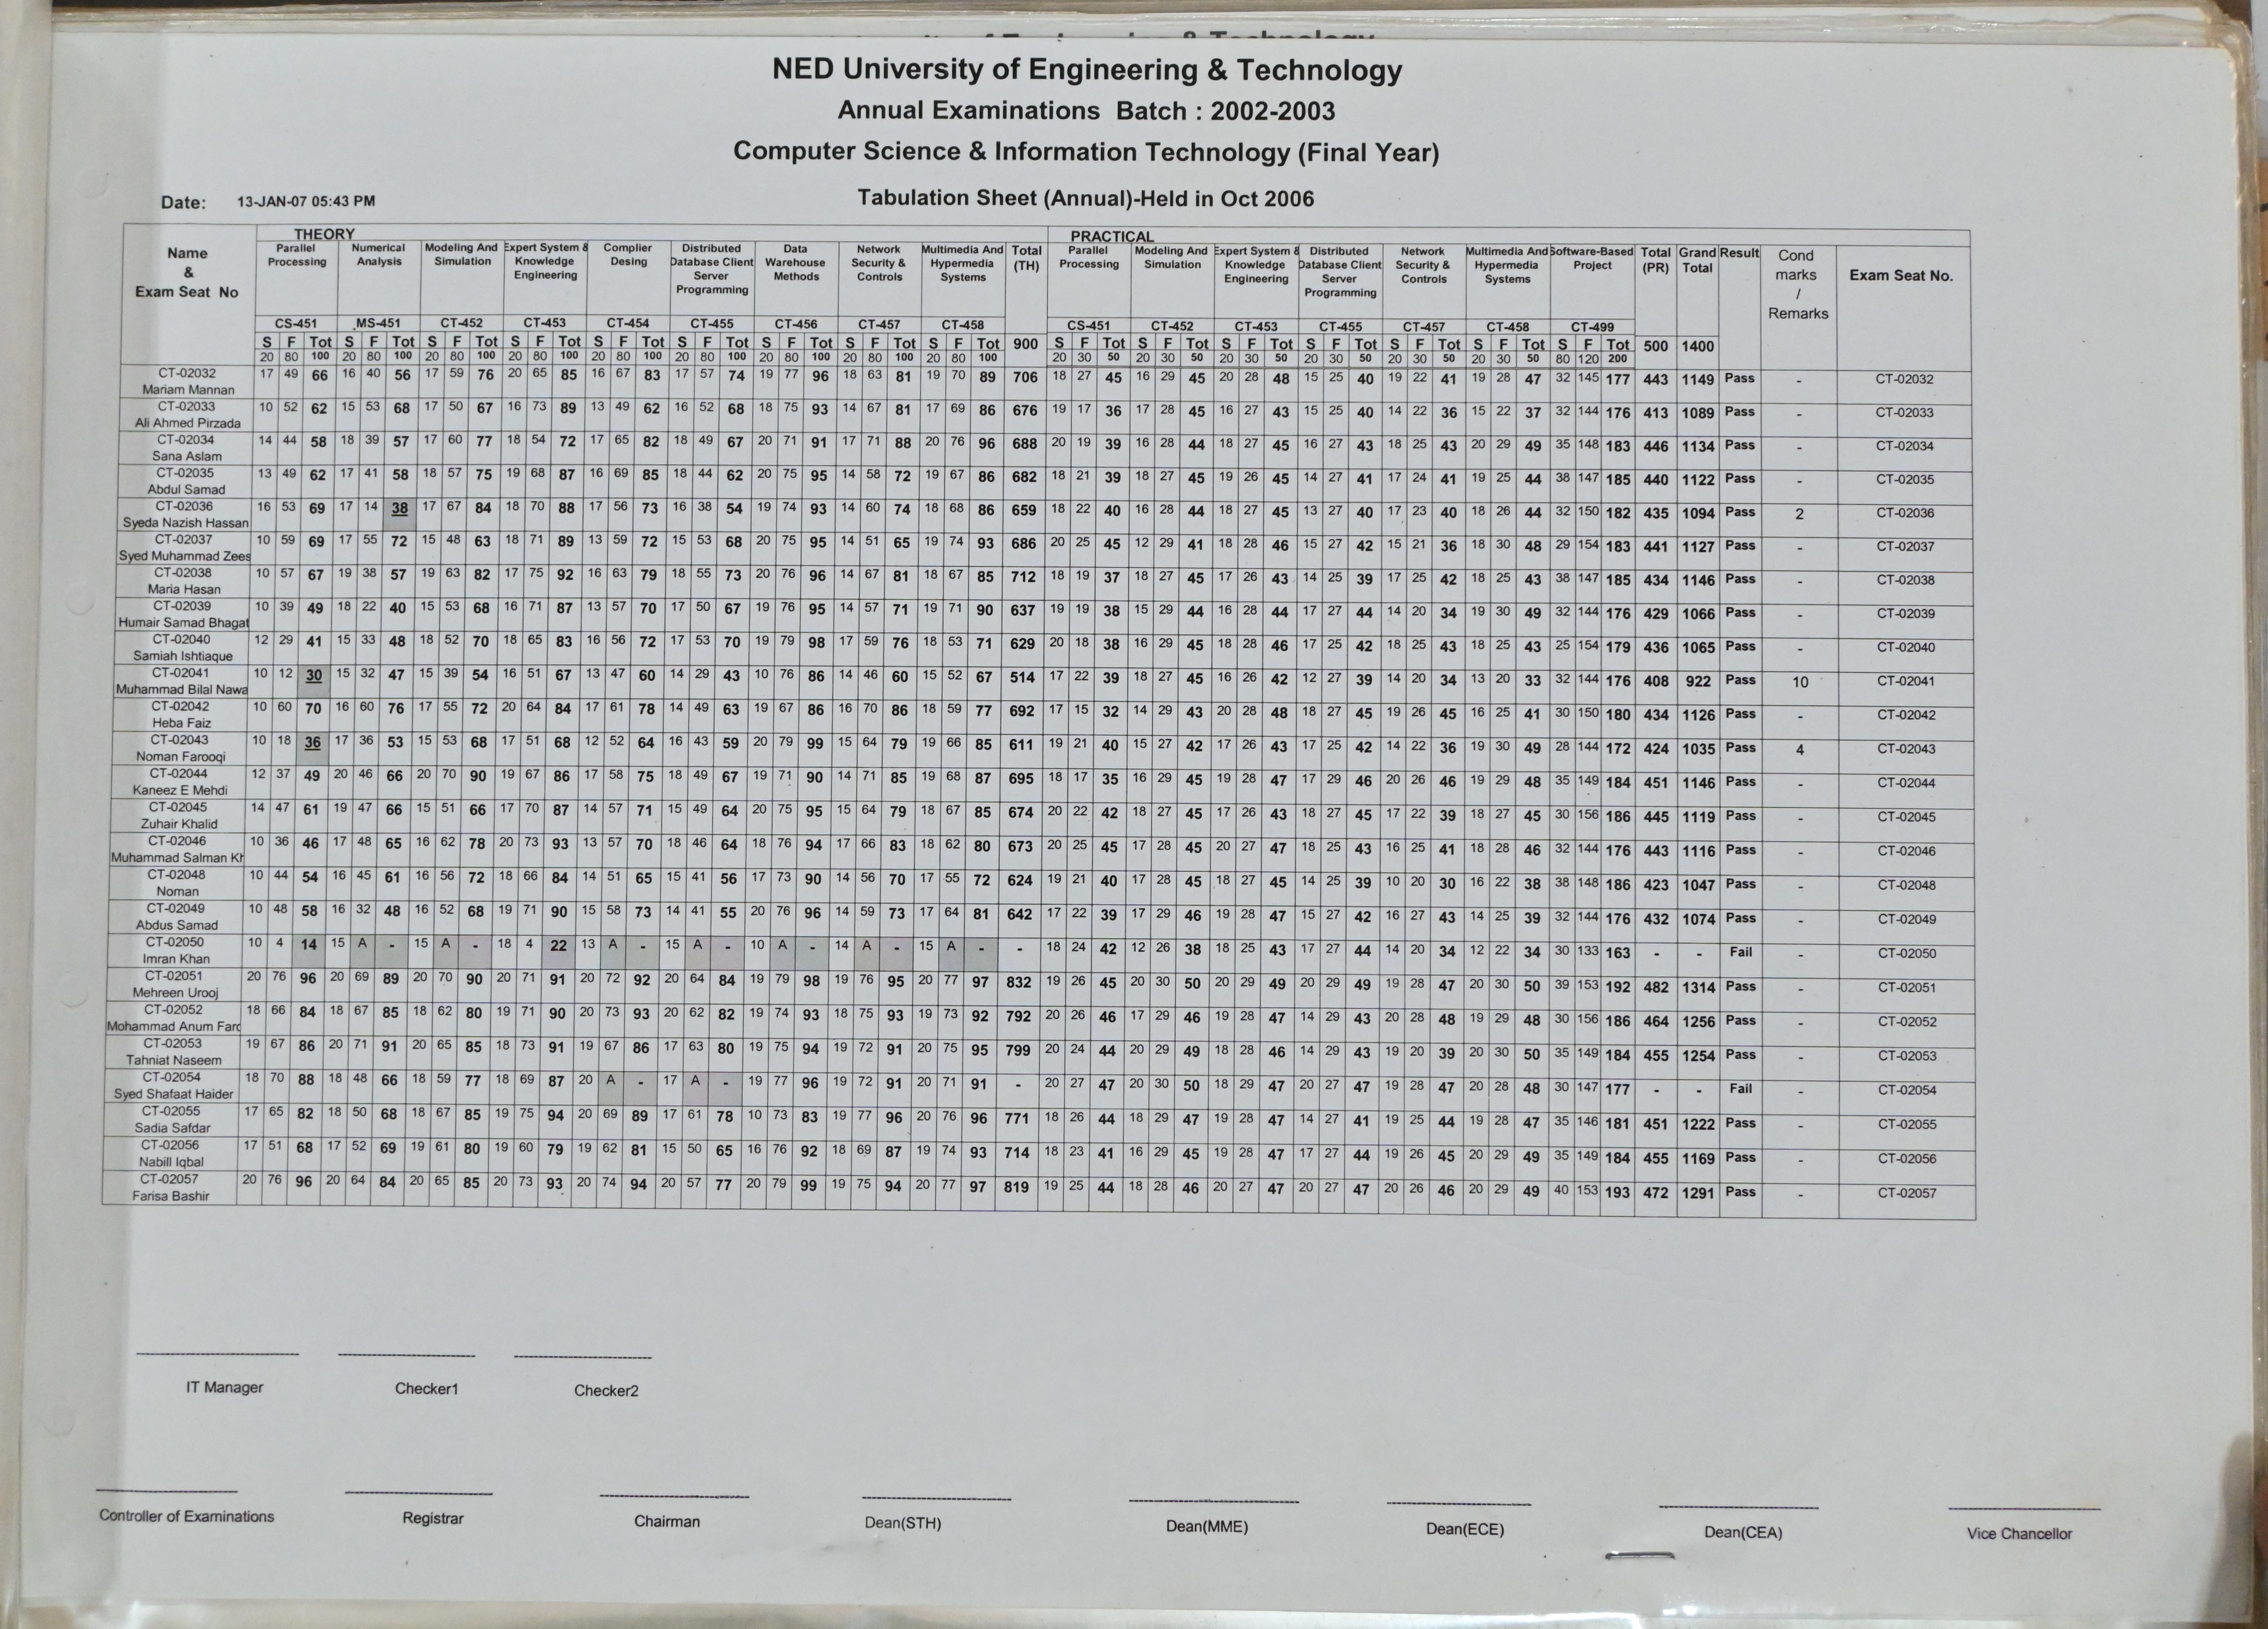 NED University of Engineering & Technology
Annual Examinations Batch : 2002-2003
Computer Science & Information Technology (Final Year)
Date: 13-JAN-07 05:43 PM
Tabulation Sheet (Annual)-Held in Oct 2006
THEORY PRACTICAL
Name & Exam Seat No Parallel Processing Numerical Analysis Modeling And Simulation Expert System & Knowledge Engineering Complier Desing Distributed Database Client Server Programming Data Warehouse Methods Network Security & Controls Multimedia And Hypermedia Systems Total (TH) Parallel Processing Modeling And Simulation Expert System & Knowledge Engineering Distributed Database Client Server Programming Network Security & Controls Multimedia And Hypermedia Systems Software-Based Project Total (PR) Grand Total Result Cond marks / Remarks Exam Seat No.
CS-451 MS-451 CT-452 CT-453 CT-454 CT-455 CT-456 CT-457 CT-458 CS-451 CT-452 CT-453 CT-455 CT-457 CT-458 CT-499
S F Tot S F Tot S F Tot S F Tot S F Tot S F Tot S F Tot S F Tot S F Tot 900 S F Tot S F Tot S F Tot S F Tot S F Tot S F Tot S F Tot 500 1400
20 80 100 20 80 100 20 80 100 20 80 100 20 80 100 20 80 100 20 80 100 20 80 100 20 80 100 20 30 50 20 30 50 20 30 50 20 30 50 20 30 50 20 30 50 80 120 200
CT-02032 17 49 66 16 40 56 17 59 76 20 65 85 16 67 83 17 57 74 19 77 96 18 63 81 19 70 89 706 18 27 45 16 29 45 20 28 48 15 25 40 19 22 41 19 28 47 32 145 177 443 1149 Pass - CT-02032
Mariam Mannan
CT-02033 10 52 62 15 53 68 17 50 67 16 73 89 13 49 62 16 52 68 18 75 93 14 67 81 17 69 86 676 19 17 36 17 28 45 16 27 43 15 25 40 14 22 36 15 22 37 32 144 176 413 1089 Pass - CT-02033
Ali Ahmed Pirzada
CT-02034 14 44 58 18 39 57 17 60 77 18 54 72 17 65 82 18 49 67 20 71 91 17 71 88 20 76 96 688 20 19 39 16 28 44 18 27 45 16 27 43 18 25 43 20 29 49 35 148 183 446 1134 Pass - CT-02034
Sana Aslam
CT-02035 13 49 62 17 41 58 18 57 75 19 68 87 16 69 85 18 44 62 20 75 95 14 58 72 19 67 86 682 18 21 39 18 27 45 19 26 45 14 27 41 17 24 41 19 25 44 38 147 185 440 1122 Pass - CT-02035
Abdul Samad
CT-02036 16 53 69 17 14 38 17 67 84 18 70 88 17 56 73 16 38 54 19 74 93 14 60 74 18 68 86 659 18 22 40 16 28 44 18 27 45 13 27 40 17 23 40 18 26 44 32 150 182 435 1094 Pass 2 CT-02036
Syeda Nazish Hassan
CT-02037 10 59 69 17 55 72 15 48 63 18 71 89 13 59 72 15 53 68 20 75 95 14 51 65 19 74 93 686 20 25 45 12 29 41 18 28 46 15 27 42 15 21 36 18 30 48 29 154 183 441 1127 Pass - CT-02037
Syed Muhammad Zees
CT-02038 10 57 67 19 38 57 19 63 82 17 75 92 16 63 79 18 55 73 20 76 96 14 67 81 18 67 85 712 18 19 37 18 27 45 17 26 43 14 25 39 17 25 42 18 25 43 38 147 185 434 1146 Pass - CT-02038
Maria Hasan
CT-02039 10 39 49 18 22 40 15 53 68 16 71 87 13 57 70 17 50 67 19 76 95 14 57 71 19 71 90 637 19 19 38 15 29 44 16 28 44 17 27 44 14 20 34 19 30 49 32 144 176 429 1066 Pass - CT-02039
Humair Samad Bhagat
CT-02040 12 29 41 15 33 48 18 52 70 18 65 83 16 56 72 17 53 70 19 79 98 17 59 76 18 53 71 629 20 18 38 16 29 45 18 28 46 17 25 42 18 25 43 18 25 43 25 154 179 436 1065 Pass - CT-02040
Samiah Ishtiaque
CT-02041 10 12 30 15 32 47 15 39 54 16 51 67 13 47 60 14 29 43 10 76 86 14 46 60 15 52 67 514 17 22 39 18 27 45 16 26 42 12 27 39 14 20 34 13 20 33 32 144 176 408 922 Pass 10 CT-02041
Muhammad Bilal Nawa
CT-02042 10 60 70 16 60 76 17 55 72 20 64 84 17 61 78 14 49 63 19 67 86 16 70 86 18 59 77 692 17 15 32 14 29 43 20 28 48 18 27 45 19 26 45 16 25 41 30 150 180 434 1126 Pass - CT-02042
Heba Faiz
CT-02043 10 18 36 17 36 53 15 53 68 17 51 68 12 52 64 16 43 59 20 79 99 15 64 79 19 66 85 611 19 21 40 15 27 42 17 26 43 17 25 42 14 22 36 19 30 49 28 144 172 424 1035 Pass 4 CT-02043
Noman Farooqi
CT-02044 12 37 49 20 46 66 20 70 90 19 67 86 17 58 75 18 49 67 19 71 90 14 71 85 19 68 87 695 18 17 35 16 29 45 19 28 47 17 29 46 20 26 46 19 29 48 35 149 184 451 1146 Pass - CT-02044
Kaneez E Mehdi
CT-02045 14 47 61 19 47 66 15 51 66 17 70 87 14 57 71 15 49 64 20 75 95 15 64 79 18 67 85 674 20 22 42 18 27 45 17 26 43 18 27 45 17 22 39 18 27 45 30 156 186 445 1119 Pass - CT-02045
Zuhair Khalid
CT-02046 10 36 46 17 48 65 16 62 78 20 73 93 13 57 70 18 46 64 18 76 94 17 66 83 18 62 80 673 20 25 45 17 28 45 20 27 47 18 25 43 16 25 41 18 28 46 32 144 176 443 1116 Pass - CT-02046
Muhammad Salman Kh
CT-02048 10 44 54 16 45 61 16 56 72 18 66 84 14 51 65 15 41 56 17 73 90 14 56 70 17 55 72 624 19 21 40 17 28 45 18 27 45 14 25 39 10 20 30 16 22 38 38 148 186 423 1047 Pass - CT-02048
Noman
CT-02049 10 48 58 16 32 48 16 52 68 19 71 90 15 58 73 14 41 55 20 76 96 14 59 73 17 64 81 642 17 22 39 17 29 46 19 28 47 15 27 42 16 27 43 14 25 39 32 144 176 432 1074 Pass - CT-02049
Abdus Samad
CT-02050 10 4 14 15 A - 15 A - 18 4 22 13 A - 15 A - 10 A - 14 A - 15 A - - 18 24 42 12 26 38 18 25 43 17 27 44 14 20 34 12 22 34 30 133 163 - - Fail - CT-02050
Imran Khan
CT-02051 20 76 96 20 69 89 20 70 90 20 71 91 20 72 92 20 64 84 19 79 98 19 76 95 20 77 97 832 19 26 45 20 30 50 20 29 49 20 29 49 19 28 47 20 30 50 39 153 192 482 1314 Pass - CT-02051
Mehreen Urooj
CT-02052 18 66 84 18 67 85 18 62 80 19 71 90 20 73 93 20 62 82 19 74 93 18 75 93 19 73 92 792 20 26 46 17 29 46 19 28 47 14 29 43 20 28 48 19 29 48 30 156 186 464 1256 Pass - CT-02052
Mohammad Anum Farc
CT-02053 19 67 86 20 71 91 20 65 85 18 73 91 19 67 86 17 63 80 19 75 94 19 72 91 20 75 95 799 20 24 44 20 29 49 18 28 46 14 29 43 19 20 39 20 30 50 35 149 184 455 1254 Pass - CT-02053
Tahniat Naseem
CT-02054 18 70 88 18 48 66 18 59 77 18 69 87 20 A - 17 A - 19 77 96 19 72 91 20 71 91 - 20 27 47 20 30 50 18 29 47 20 27 47 19 28 47 20 28 48 30 147 177 - - Fail - CT-02054
Syed Shafaat Haider
CT-02055 17 65 82 18 50 68 18 67 85 19 75 94 20 69 89 17 61 78 10 73 83 19 77 96 20 76 96 771 18 26 44 18 29 47 19 28 47 14 27 41 19 25 44 19 28 47 35 146 181 451 1222 Pass - CT-02055
Sadia Safdar
CT-02056 17 51 68 17 52 69 19 61 80 19 60 79 19 62 81 15 50 65 16 76 92 18 69 87 19 74 93 714 18 23 41 16 29 45 19 28 47 17 27 44 19 26 45 20 29 49 35 149 184 455 1169 Pass - CT-02056
Nabill Iqbal
CT-02057 20 76 96 20 64 84 20 65 85 20 73 93 20 74 94 20 57 77 20 79 99 19 75 94 20 77 97 819 19 25 44 18 28 46 20 27 47 20 27 47 20 26 46 20 29 49 40 153 193 472 1291 Pass - CT-02057
Farisa Bashir
IT Manager Checker1 Checker2
Controller of Examinations Registrar Chairman Dean(STH) Dean(MME) Dean(ECE) Dean(CEA) Vice Chancellor